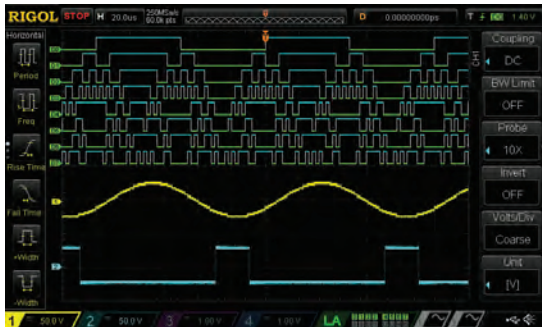 RIGOL STOP H 20.0us 250MSa/s 60.0k pts D 0.00000000ps T 1.40V
Horizontal
Period
Freq
Rise Time
Fall Time
+Width
-Width
CH1
Coupling
DC
BW Limit
OFF
Probe
10X
Invert
OFF
Volts/Div
Coarse
Unit
[V]
1 50.0 V 2 50.0 V 3 1.00 V 4 1.00 V LA